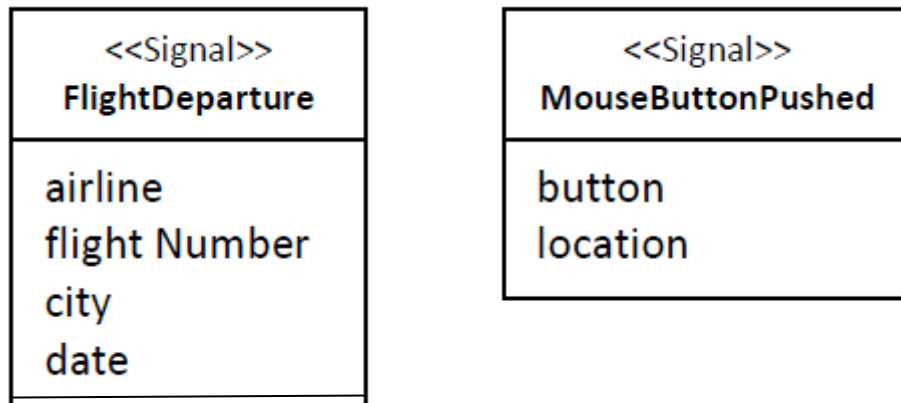 <<Signal>>
FlightDeparture
airline
flight Number
city
date
<<Signal>>
MouseButtonPushed
button
location